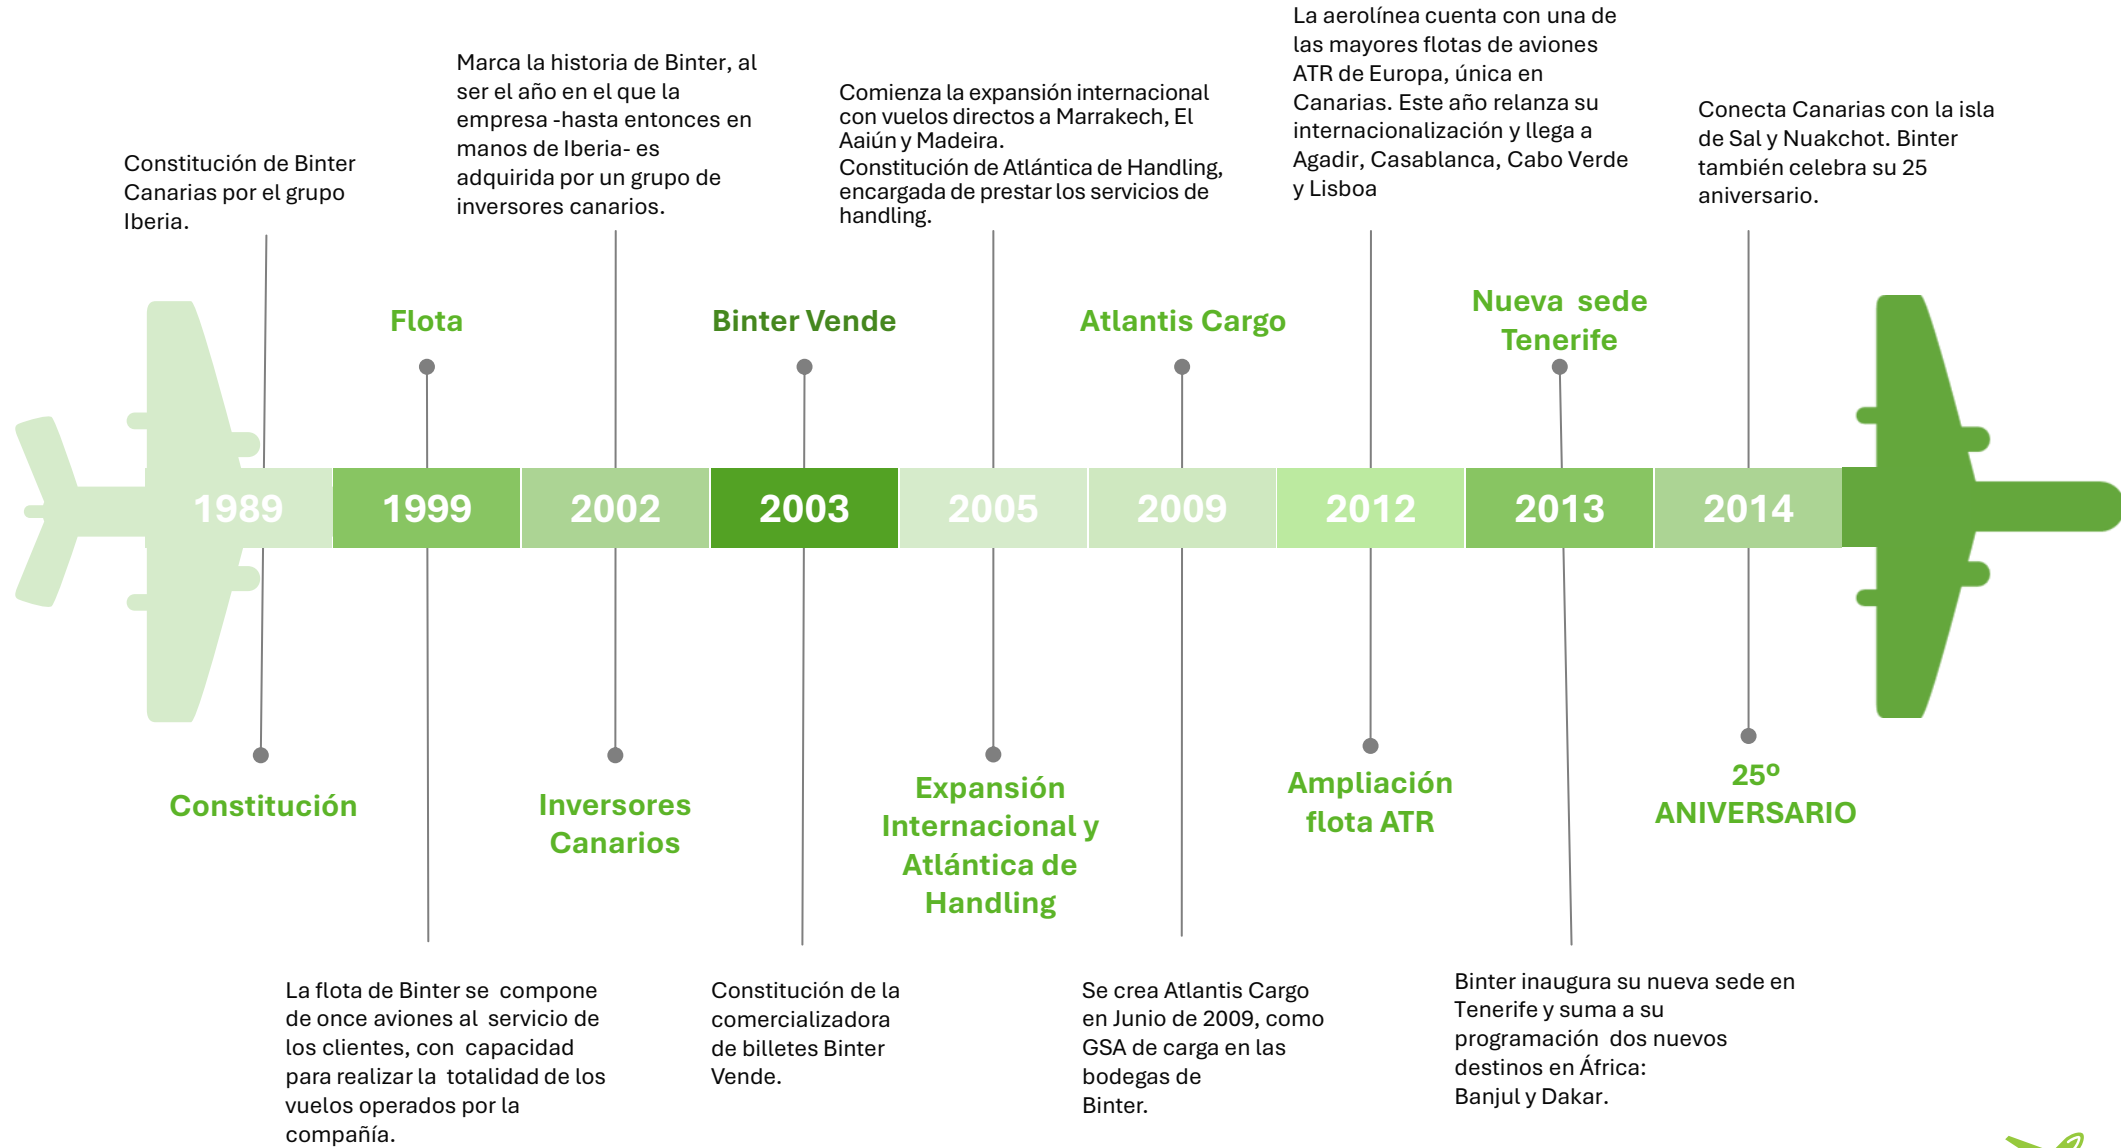 Constitución de Binter
Canarias por el grupo
Iberia.
Marca la historia de Binter, al
ser el año en el que la
empresa -hasta entonces en
manos de Iberia- es
adquirida por un grupo de
inversores canarios.
Comienza la expansión internacional
con vuelos directos a Marrakech, El
Aaiún y Madeira.
Constitución de Atlántica de Handling,
encargada de prestar los servicios de
handling.
La aerolínea cuenta con una de
las mayores flotas de aviones
ATR de Europa, única en
Canarias. Este año relanza su
internacionalización y llega a
Agadir, Casablanca, Cabo Verde
y Lisboa
Conecta Canarias con la isla
de Sal y Nuakchot. Binter
también celebra su 25
aniversario.
Flota
Binter Vende
Atlantis Cargo
Nueva sede
Tenerife
1989
1999
2002
2003
2005
2009
2012
2013
2014
Constitución
Inversores
Canarios
Expansión
Internacional y
Atlántica de
Handling
Ampliación
flota ATR
25º
ANIVERSARIO
La flota de Binter se compone
de once aviones al servicio de
los clientes, con capacidad
para realizar la totalidad de los
vuelos operados por la
compañía.
Constitución de la
comercializadora
de billetes Binter
Vende.
Se crea Atlantis Cargo
en Junio de 2009, como
GSA de carga en las
bodegas de
Binter.
Binter inaugura su nueva sede en
Tenerife y suma a su
programación dos nuevos
destinos en África:
Banjul y Dakar.